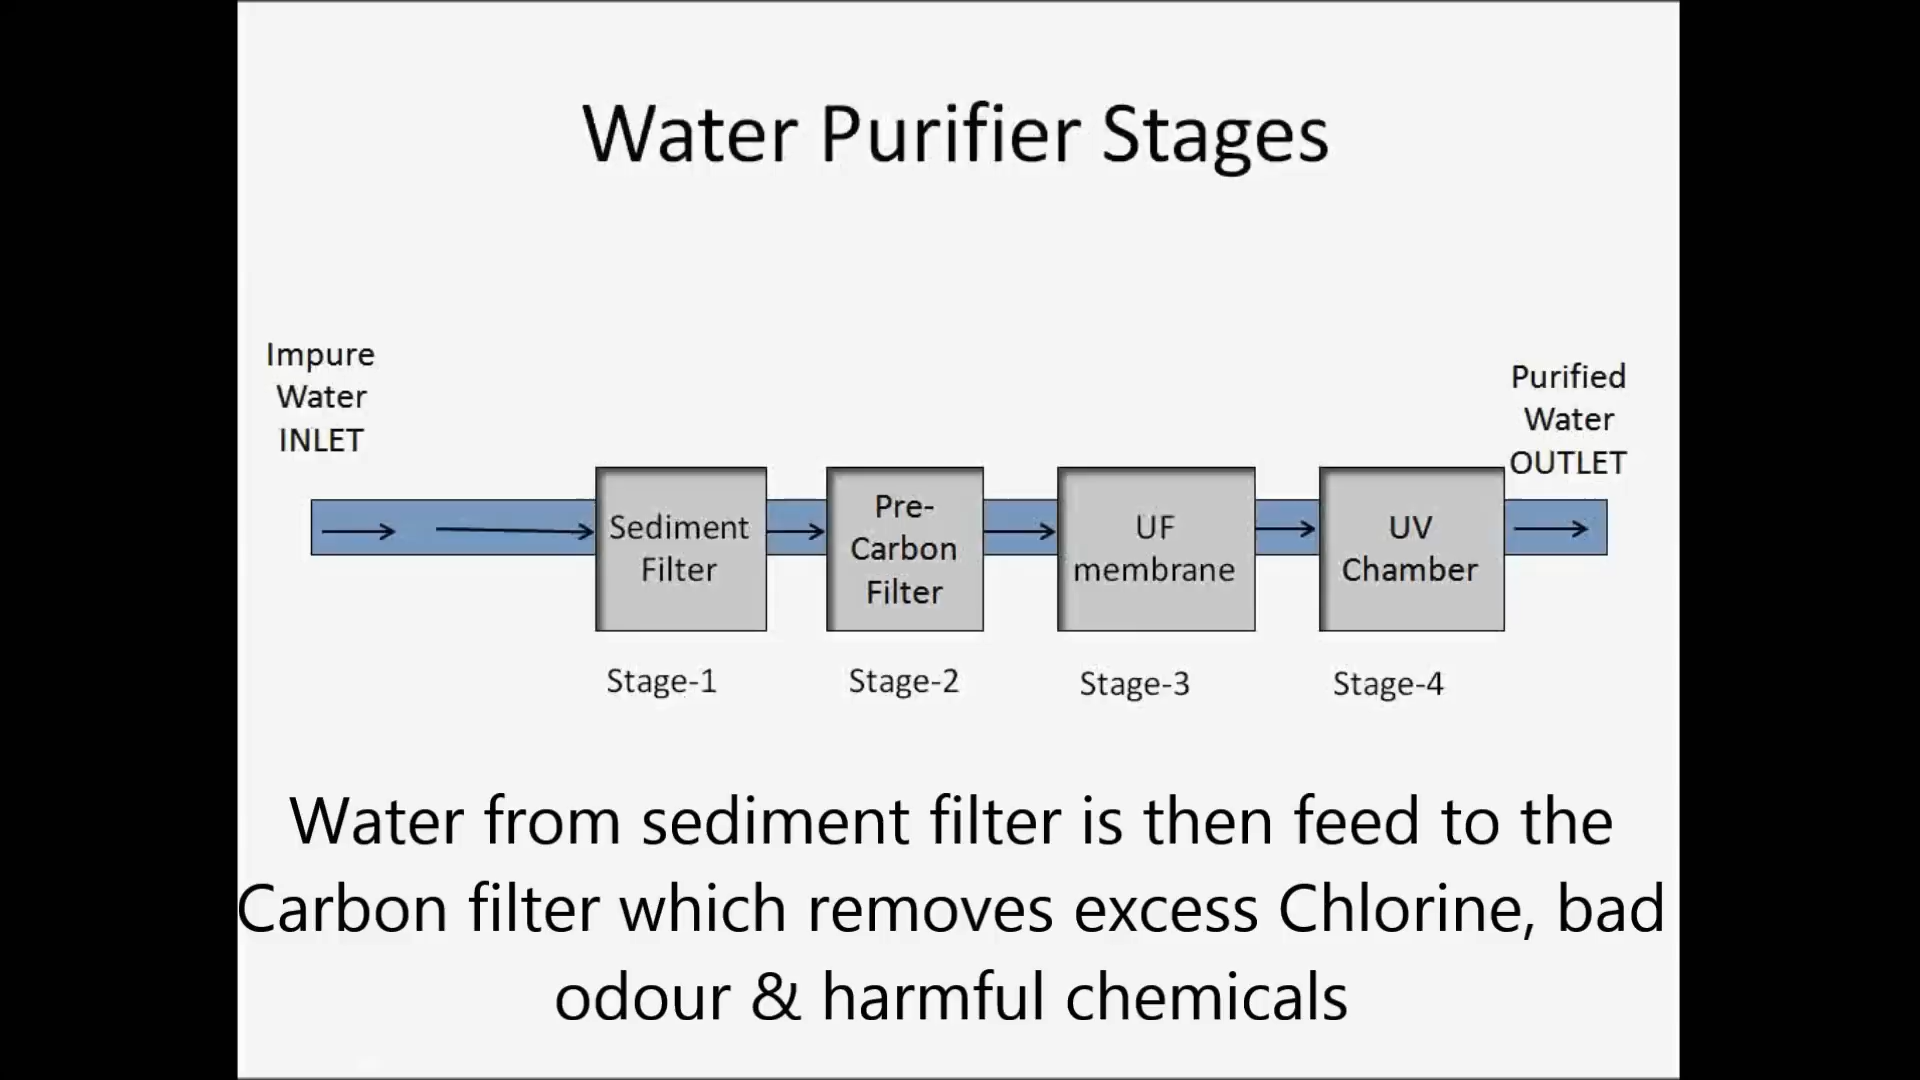 Water Purifier Stages
Impure
Water
INLET
Purified
Water
OUTLET
Sediment
Filter
Pre-
Carbon
Filter
UF
membrane
UV
Chamber
Stage-1
Stage-2
Stage-3
Stage-4
Water from sediment filter is then feed to the
Carbon filter which removes excess Chlorine, bad
odour & harmful chemicals